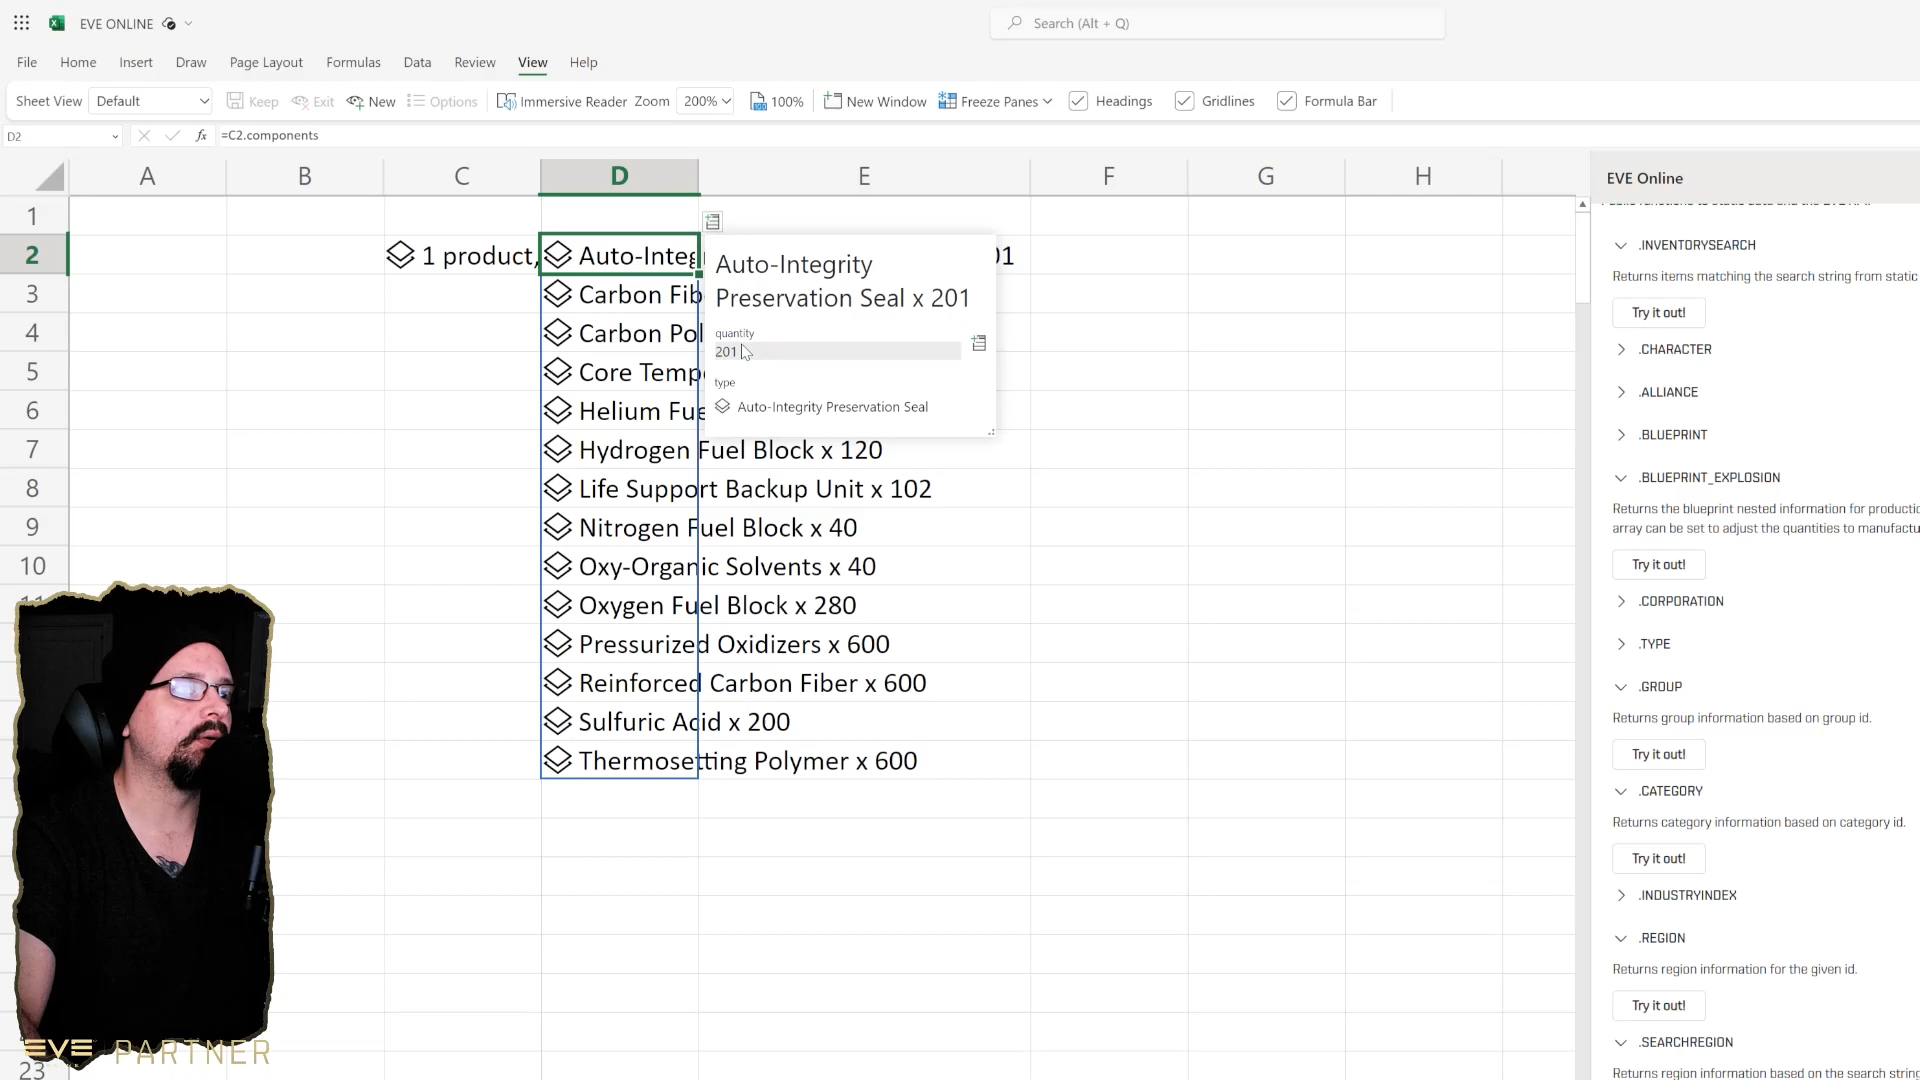 EVE ONLINE
Search (Alt + Q)
File Home Insert Draw Page Layout Formulas Data Review View Help
Sheet View Default Keep Exit New Options Immersive Reader Zoom 200% 100% New Window Freeze Panes Headings Gridlines Formula Bar
D2 fx =C2.components
A B C D E F G H
1
2 1 product, Auto-Integ 01
3 Carbon Fib
4 Carbon Pol
5 Core Temp
6 Helium Fue
7 Hydrogen Fuel Block x 120
8 Life Support Backup Unit x 102
9 Nitrogen Fuel Block x 40
10 Oxy-Organic Solvents x 40
Oxygen Fuel Block x 280
Pressurized Oxidizers x 600
Reinforced Carbon Fiber x 600
Sulfuric Acid x 200
Thermosetting Polymer x 600
23
Auto-Integrity
Preservation Seal x 201
quantity
201
type
Auto-Integrity Preservation Seal
EVE Online
.INVENTORYSEARCH
Returns items matching the search string from static
Try it out!
.CHARACTER
.ALLIANCE
.BLUEPRINT
.BLUEPRINT_EXPLOSION
Returns the blueprint nested information for productic
array can be set to adjust the quantities to manufactu
Try it out!
.CORPORATION
.TYPE
.GROUP
Returns group information based on group id.
Try it out!
.CATEGORY
Returns category information based on category id.
Try it out!
.INDUSTRYINDEX
.REGION
Returns region information for the given id.
Try it out!
.SEARCHREGION
Returns region information based on the search string
EVE PARTNER